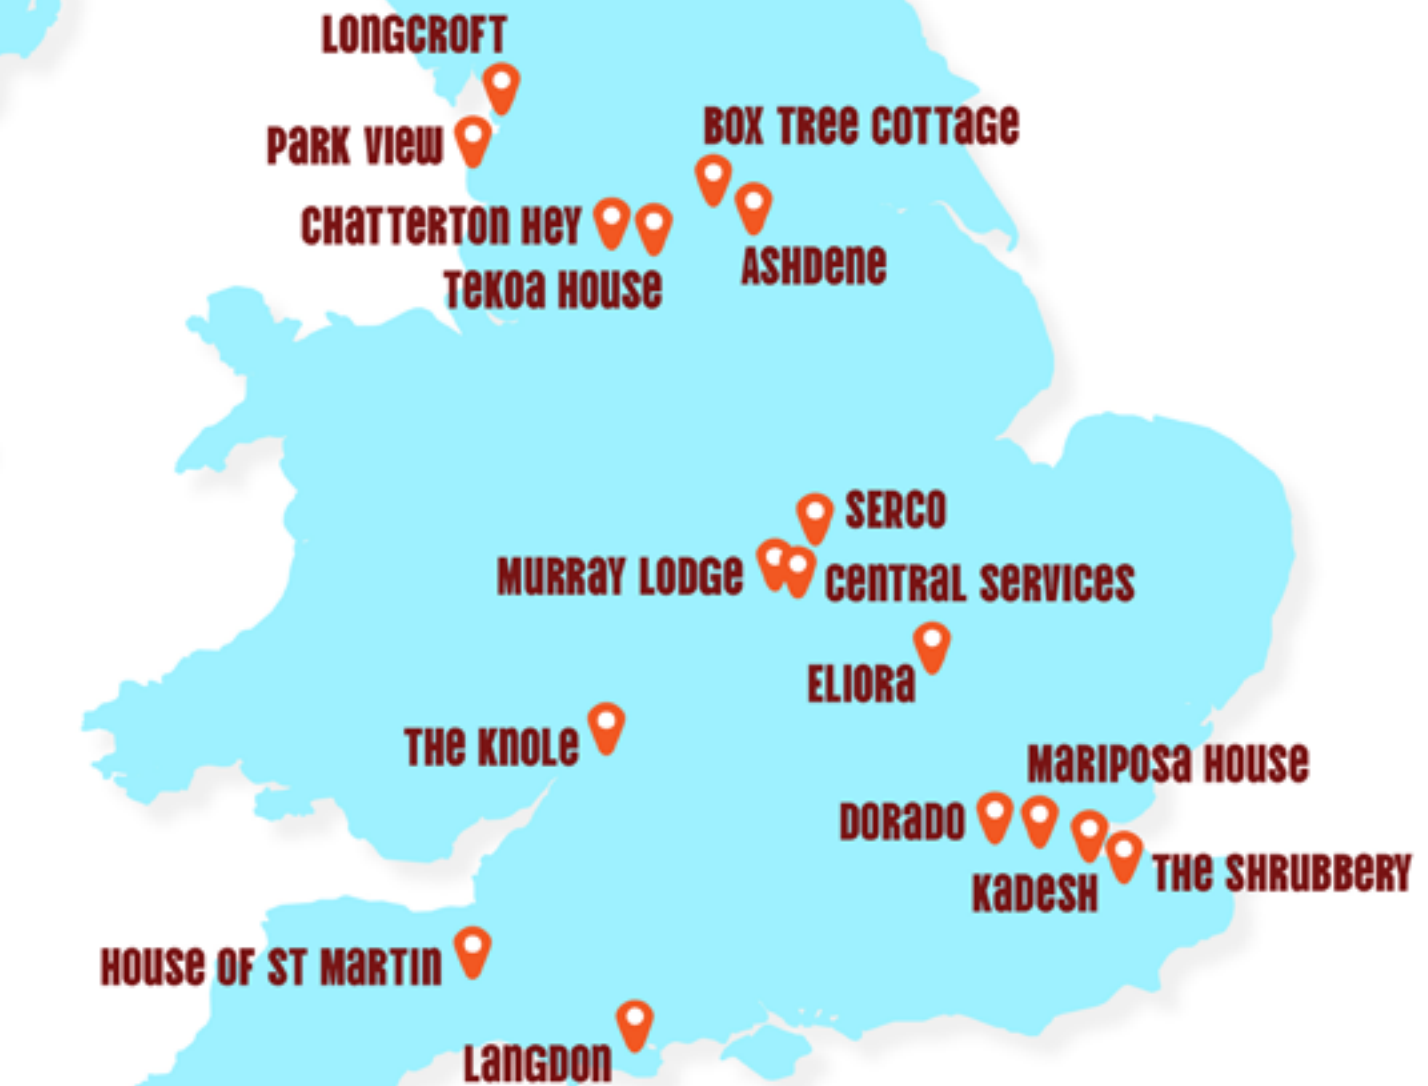 LONGCROFT
PARK VIEW
BOX TREE COTTAGE
CHATTERTON HEY
TEKOA HOUSE
ASHDENE
SERCO
MURRAY LODGE
CENTRAL SERVICES
ELIORA
THE KNOLE
MARIPOSA HOUSE
DORADO
KADESH
THE SHRUBBERY
HOUSE OF ST MARTIN
LANGDON